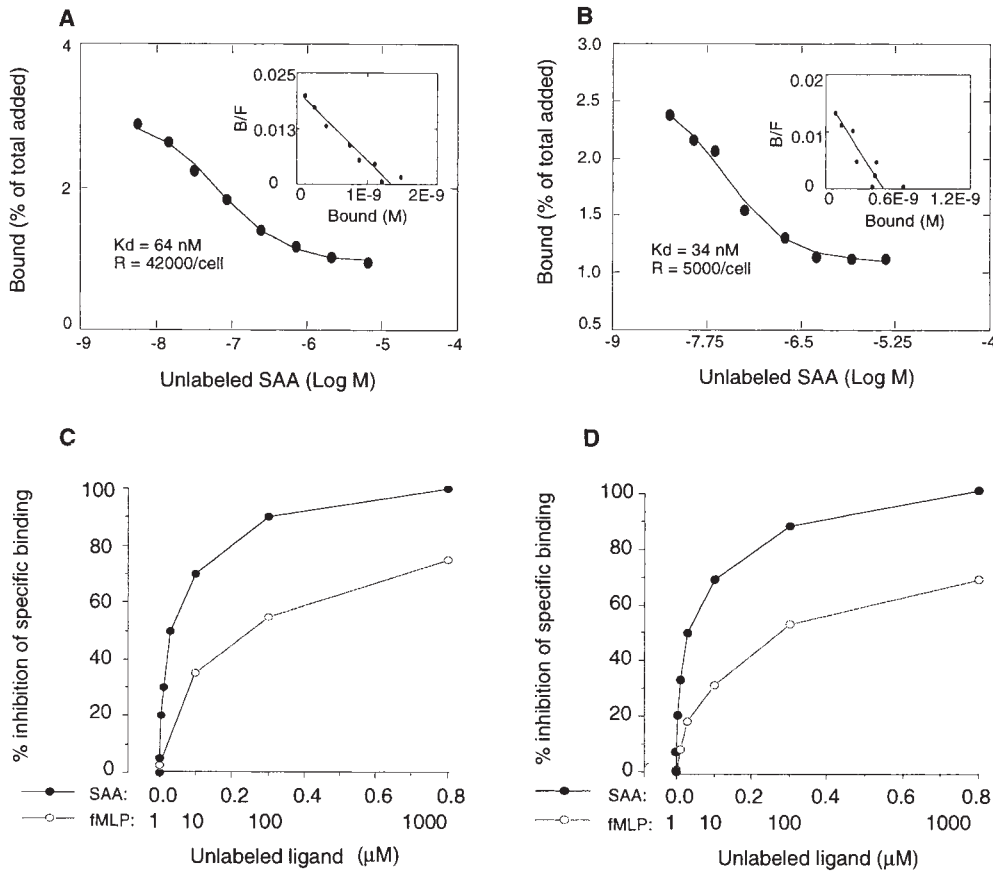 A
Bound (% of total added)
4
2
0
-9
-8
-7
-6
-5
-4
Unlabeled SAA (Log M)
Kd = 64 nM
R = 42000/cell
B/F
0.025
0.013
0
0
1E-9
2E-9
Bound (M)
B
Bound (% of total added)
3.0
2.5
2.0
1.5
1.0
0.5
-9
-7.75
-6.5
-5.25
-4
Unlabeled SAA (Log M)
Kd = 34 nM
R = 5000/cell
B/F
0.02
0.01
0
0
0.6E-9
1.2E-9
Bound (M)
C
% inhibition of specific binding
100
80
60
40
20
0
SAA: 0.0 0.2 0.4 0.6 0.8
fMLP: 1 10 100 1000
Unlabeled ligand (μM)
D
% inhibition of specific binding
100
80
60
40
20
0
SAA: 0.0 0.2 0.4 0.6 0.8
fMLP: 1 10 100 1000
Unlabeled ligand (μM)